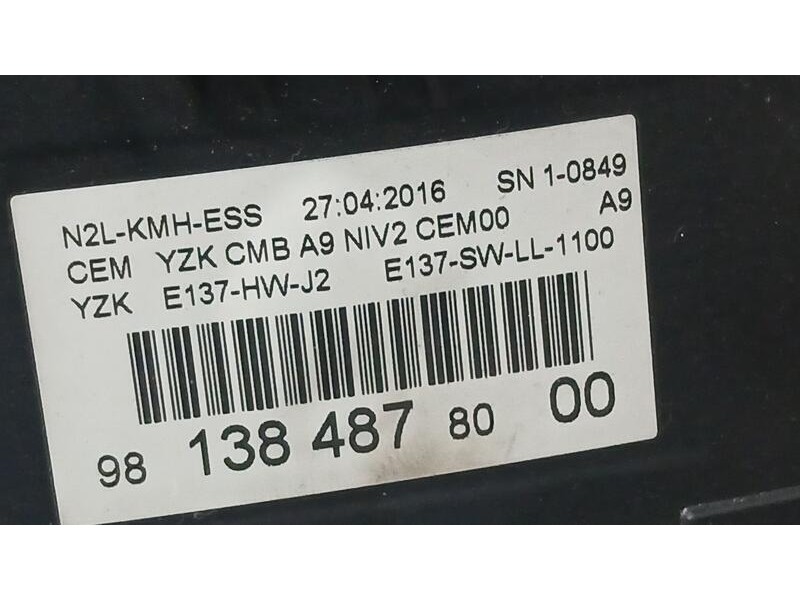 N2L-KMH-ESS 27:04:2016 SN 1-0849
CEM YZK CMB A9 NIV2 CEM00 A9
YZK E137-HW-J2 E137-SW-LL-1100
98 138 487 80 00